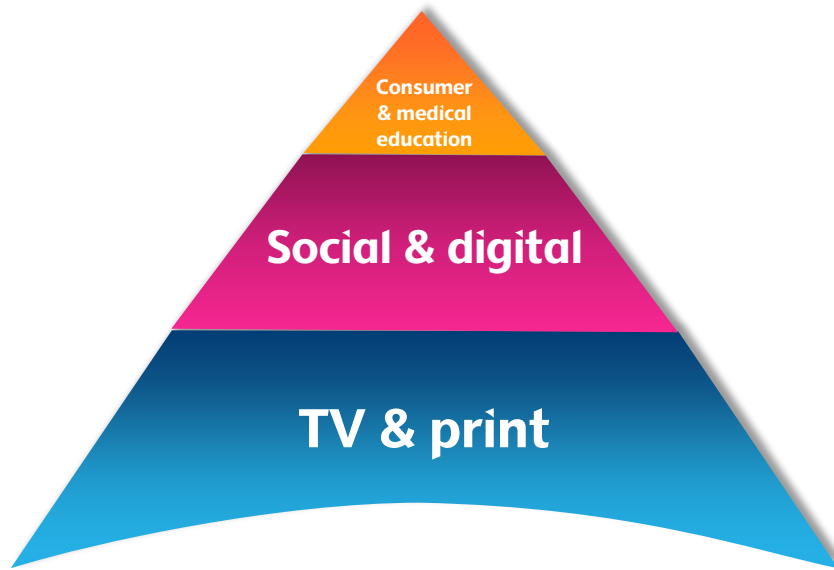 Consumer
& medical
education
Social & digital
TV & print